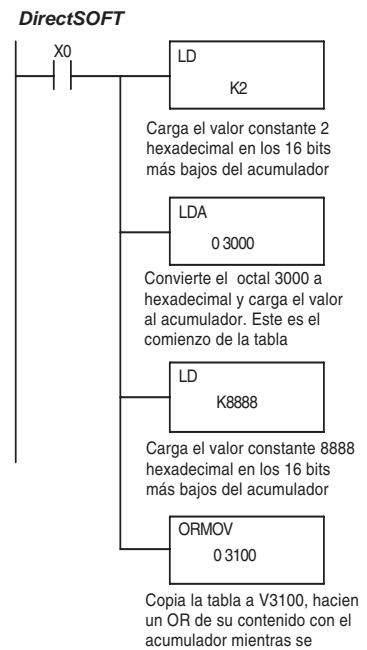 DirectSOFT
X0
LD
K2
Carga el valor constante 2
hexadecimal en los 16 bits
más bajos del acumulador
LDA
0 3000
Convierte el octal 3000 a
hexadecimal y carga el valor
al acumulador. Este es el
comienzo de la tabla
LD
K8888
Carga el valor constante 8888
hexadecimal en los 16 bits
más bajos del acumulador
ORMOV
0 3100
Copia la tabla a V3100, hacien
un OR de su contenido con el
acumulador mientras se